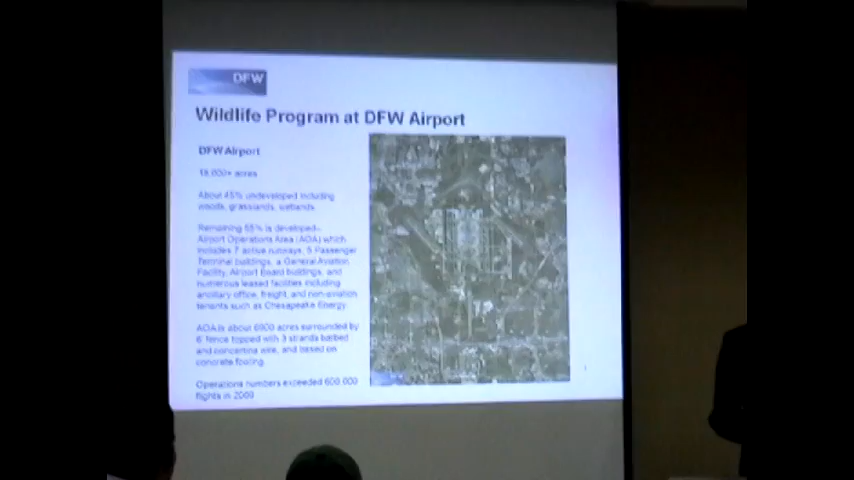 DFW
Wildlife Program at DFW Airport
DFW Airport
18,000+ acres
About 45% undeveloped including
woods, grasslands, wetlands
Remaining 55% is developed--
Airport Operations Area (AOA) which
includes 7 active runways, 5 Passenger
Terminal buildings, a General Aviation
Facility, Airport Board buildings, and
numerous leased facilities including
ancillary office, freight, and non-aviation
tenants such as Chesapeake Energy
AOA is about 6900 acres surrounded by
6' fence topped with 3 strands barbed
and concertina wire, and based on
concrete footing
Operations numbers exceeded 600,000
flights in 2009